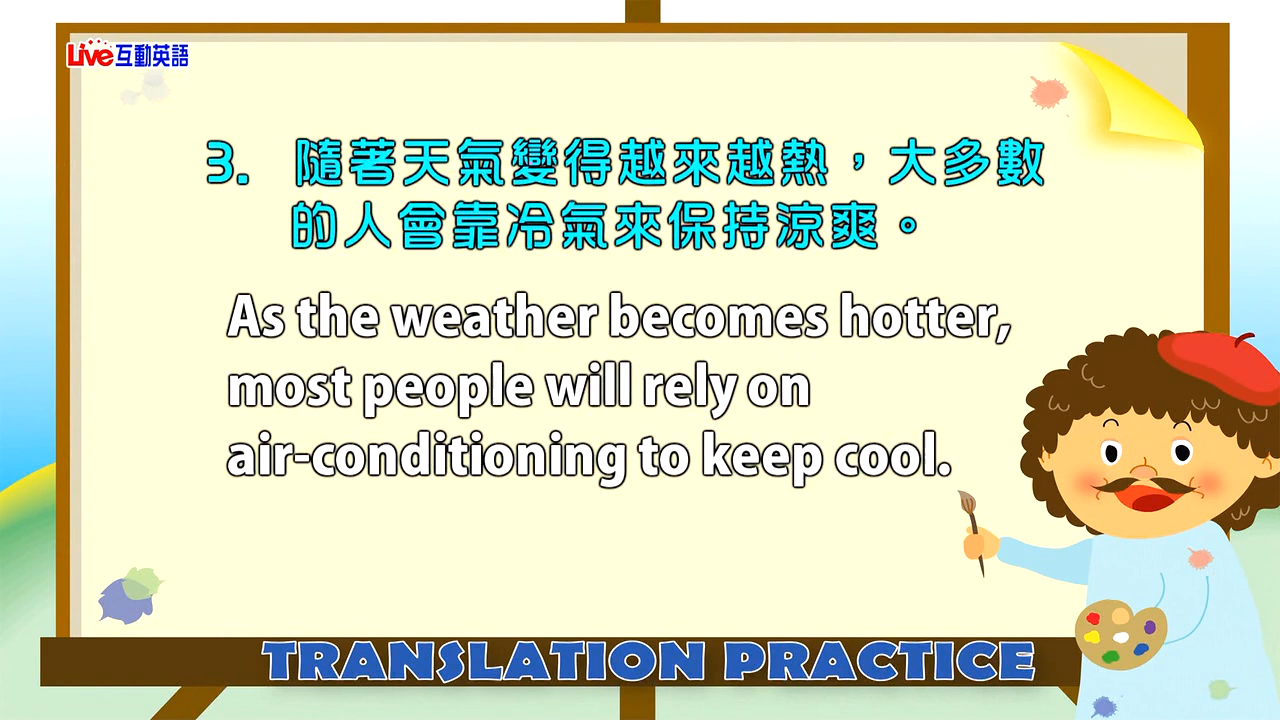 Live互動英語
3. 隨著天氣變得越來越熱，大多數
的人會靠冷氣來保持涼爽。
As the weather becomes hotter,
most people will rely on
air-conditioning to keep cool.
TRANSLATION PRACTICE